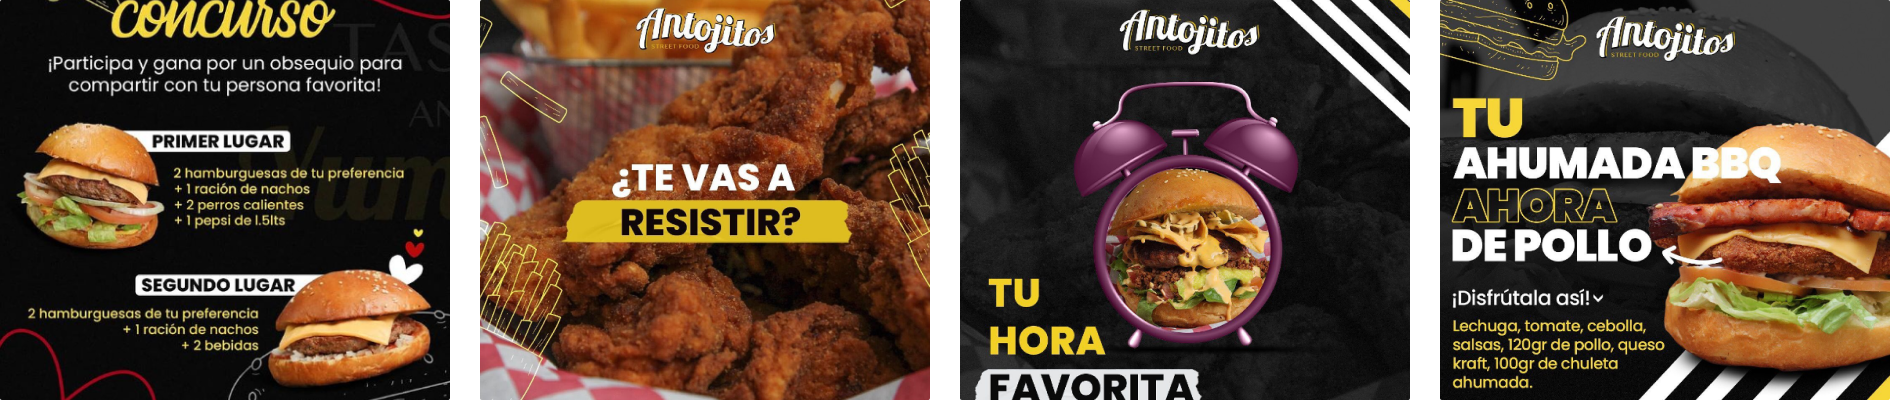 concurso
¡Participa y gana por un obsequio para
compartir con tu persona favorita!
PRIMER LUGAR
2 hamburguesas de tu preferencia
+ 1 ración de nachos
+ 2 perros calientes
+ 1 pepsi de 1.5lts
SEGUNDO LUGAR
2 hamburguesas de tu preferencia
+ 1 ración de nachos
+ 2 bebidas
Antojitos
STREET FOOD
¿TE VAS A
RESISTIR?
Antojitos
STREET FOOD
TU
HORA
FAVORITA
Antojitos
STREET FOOD
TU
AHUMADA BBQ
AHORA
DE POLLO
¡Disfrútala así!
Lechuga, tomate, cebolla,
salsas, 120gr de pollo, queso
kraft, 100gr de chuleta
ahumada.